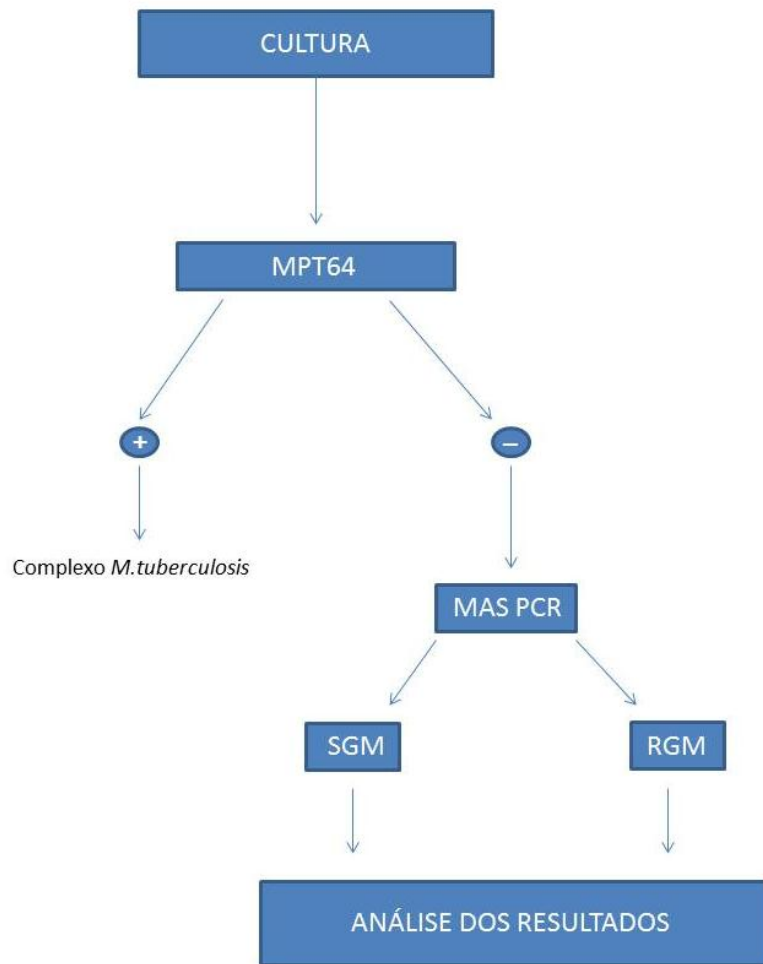 CULTURA
MPT64
+
–
Complexo M.tuberculosis
MAS PCR
SGM
RGM
ANÁLISE DOS RESULTADOS